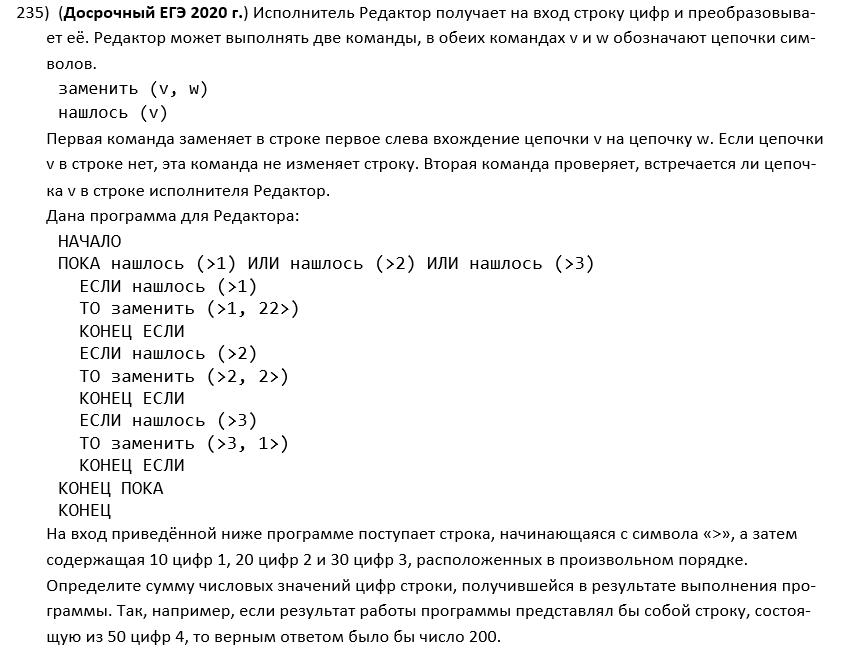 235) (Досрочный ЕГЭ 2020 г.) Исполнитель Редактор получает на вход строку цифр и преобразовыва-
ет её. Редактор может выполнять две команды, в обеих командах v и w обозначают цепочки сим-
волов.
заменить (v, w)
нашлось (v)
Первая команда заменяет в строке первое слева вхождение цепочки v на цепочку w. Если цепочки
v в строке нет, эта команда не изменяет строку. Вторая команда проверяет, встречается ли цепоч-
ка v в строке исполнителя Редактор.
Дана программа для Редактора:
НАЧАЛО
ПОКА нашлось (>1) ИЛИ нашлось (>2) ИЛИ нашлось (>3)
ЕСЛИ нашлось (>1)
ТО заменить (>1, 22>)
КОНЕЦ ЕСЛИ
ЕСЛИ нашлось (>2)
ТО заменить (>2, 2>)
КОНЕЦ ЕСЛИ
ЕСЛИ нашлось (>3)
ТО заменить (>3, 1>)
КОНЕЦ ЕСЛИ
КОНЕЦ ПОКА
КОНЕЦ
На вход приведённой ниже программе поступает строка, начинающаяся с символа «>», а затем
содержащая 10 цифр 1, 20 цифр 2 и 30 цифр 3, расположенных в произвольном порядке.
Определите сумму числовых значений цифр строки, получившейся в результате выполнения про-
граммы. Так, например, если результат работы программы представлял бы собой строку, состоя-
щую из 50 цифр 4, то верным ответом было бы число 200.